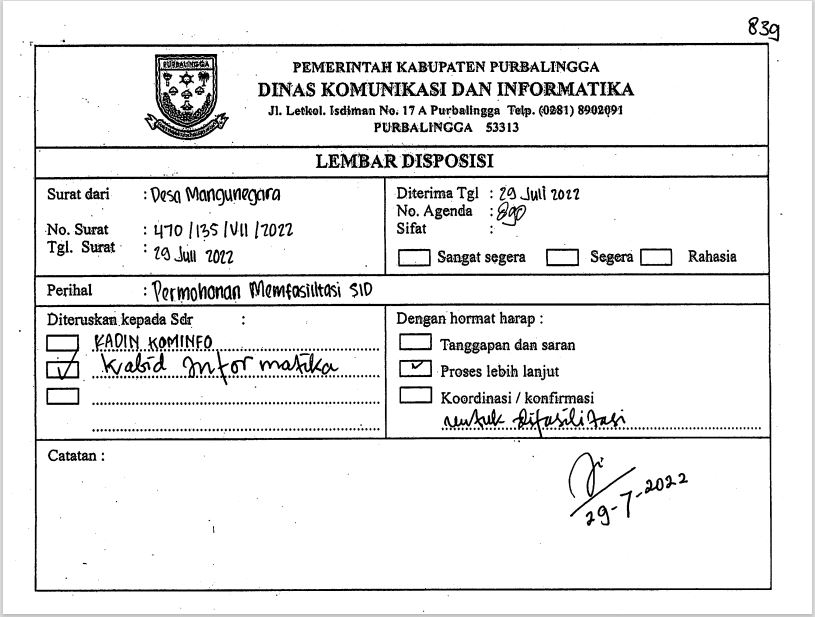 839
PURBALINGGA
PEMERINTAH KABUPATEN PURBALINGGA
DINAS KOMUNIKASI DAN INFORMATIKA
Jl. Letkol. Isdiman No. 17 A Purbalingga Telp. (0281) 8902091
PURBALINGGA 53313
LEMBAR DISPOSISI
Surat dari : Desa Mangunegara
No. Surat : 470/135/VII/2022
Tgl. Surat : 29 Juli 2022
Diterima Tgl : 29 Juli 2022
No. Agenda :
Sifat :
Sangat segera Segera Rahasia
Perihal : Permohonan Memfasilitasi SID
Diteruskan kepada Sdr :
KADIN KOMINFO
Kabid Informatika
Dengan hormat harap :
Tanggapan dan saran
Proses lebih lanjut
Koordinasi / konfirmasi
untuk difasilitasi
Catatan :
29-7-2022